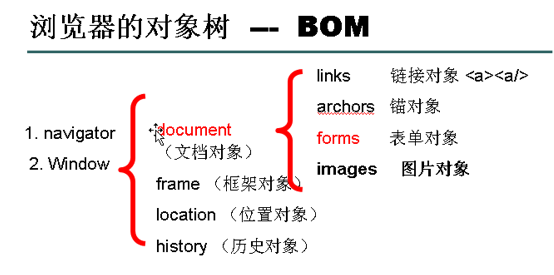 浏览器的对象树 --- BOM
links 链接对象 <a><a/>
archors 锚对象
forms 表单对象
images 图片对象
1. navigator
2. Window
document
（文档对象）
frame （框架对象）
location （位置对象）
history （历史对象）